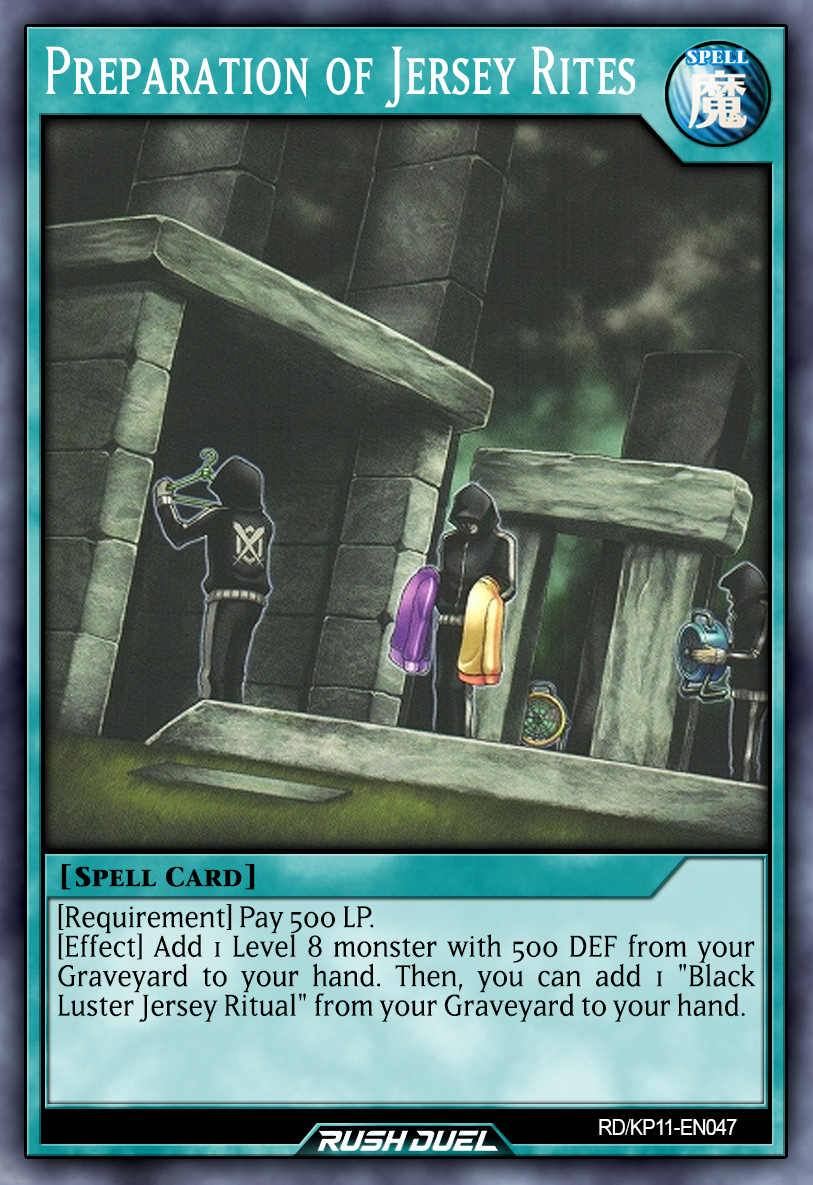 Preparation of Jersey Rites
SPELL
魔
[Spell Card]
[Requirement] Pay 500 LP.
[Effect] Add 1 Level 8 monster with 500 DEF from your
Graveyard to your hand. Then, you can add 1 "Black
Luster Jersey Ritual" from your Graveyard to your hand.
RD/KP11-EN047
RUSH DUEL